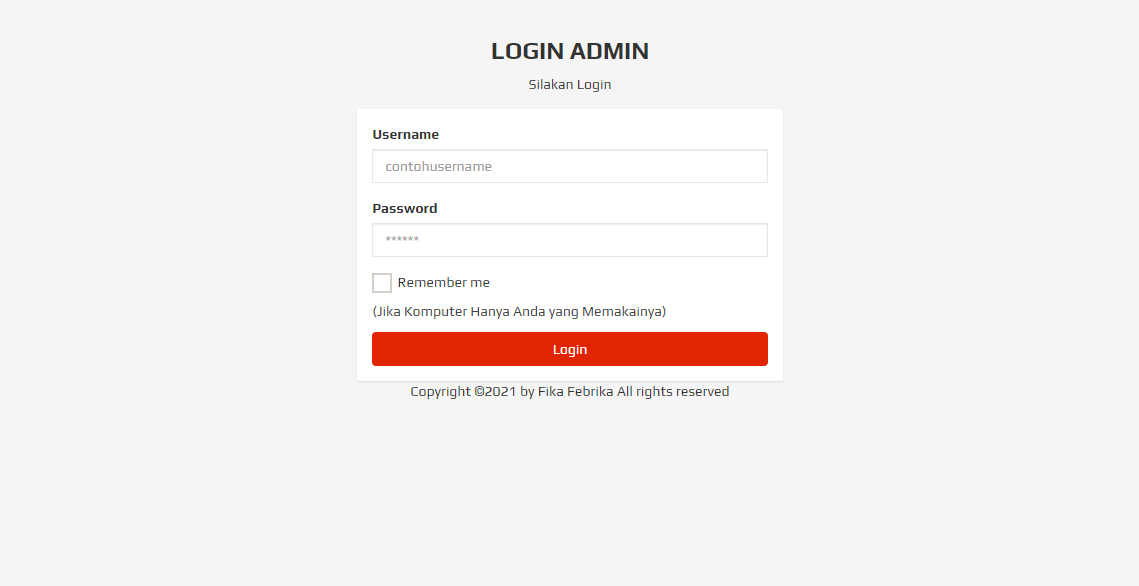 LOGIN ADMIN
Silakan Login
Username
contohusername
Password
******
Remember me
(Jika Komputer Hanya Anda yang Memakainya)
Login
Copyright ©2021 by Fika Febrika All rights reserved